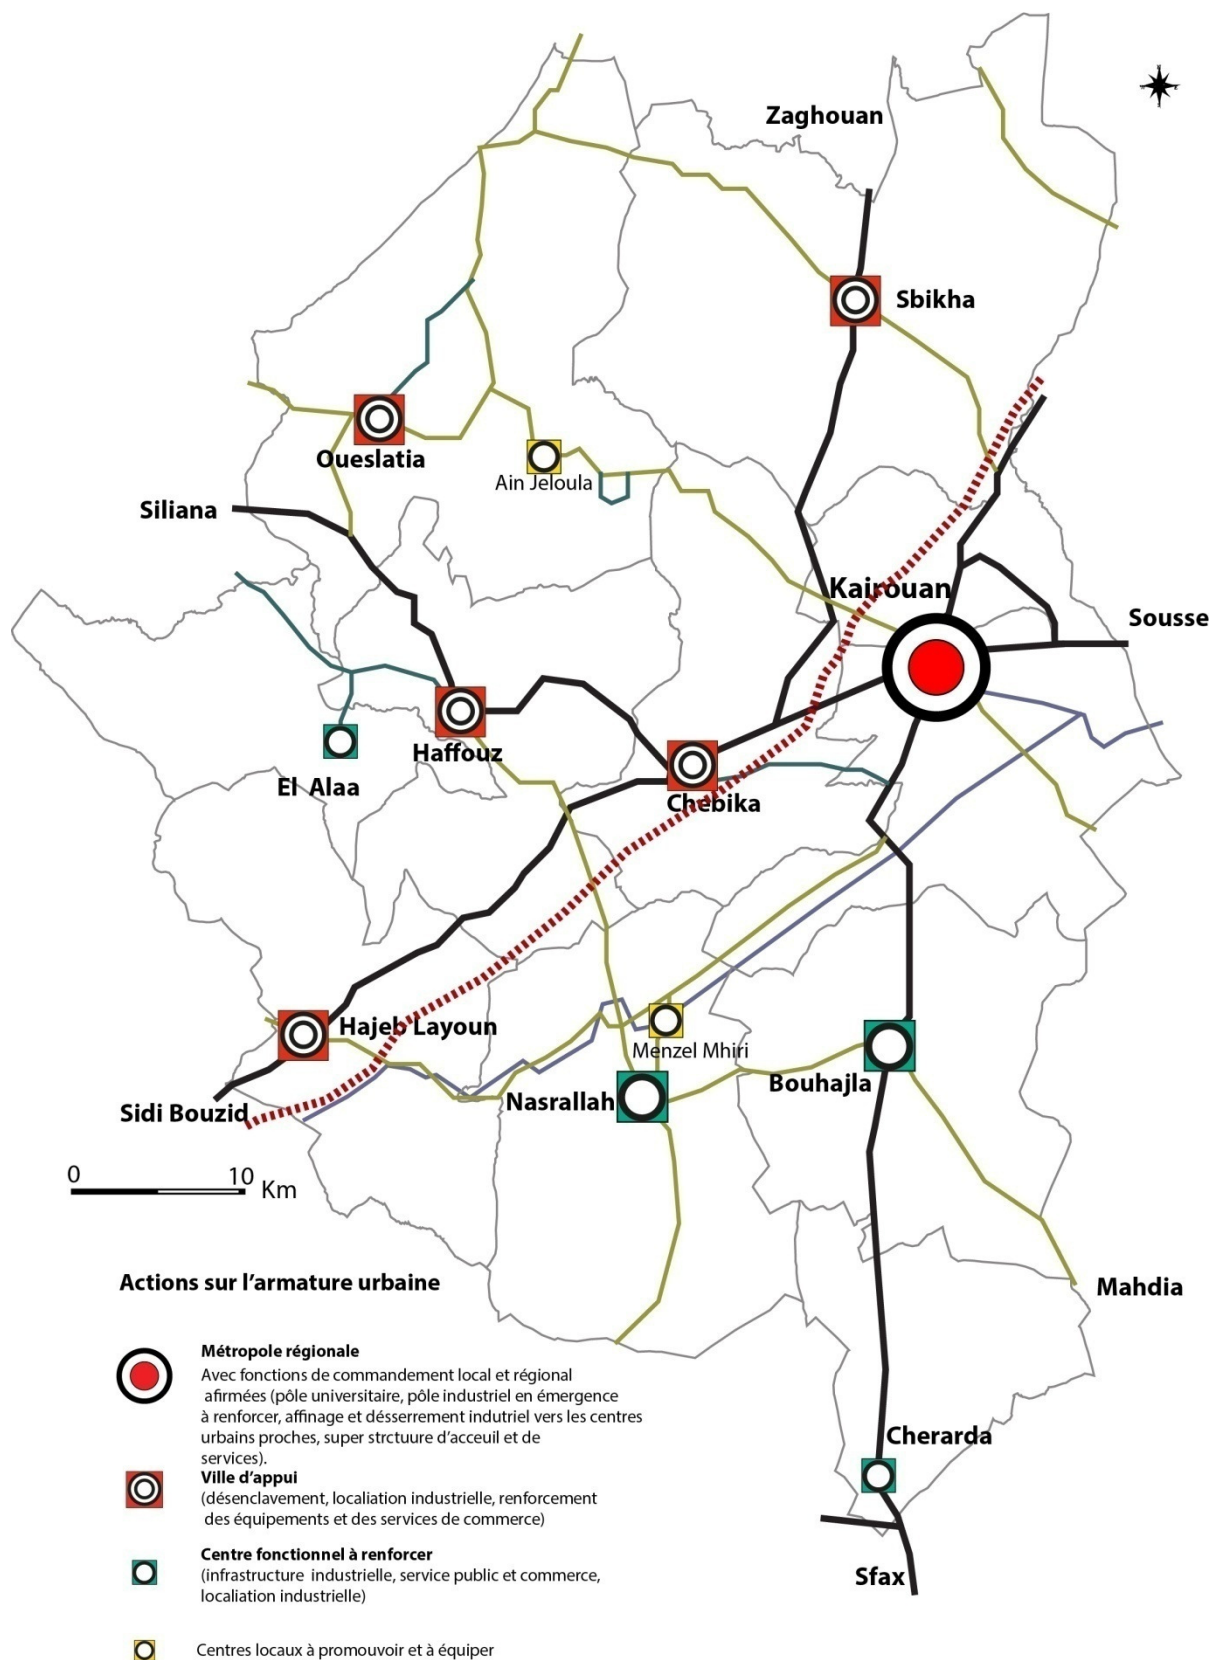 Zaghouan
Sbikha
Oueslatia
Ain Jeloula
Siliana
Kairouan
Sousse
Haffouz
El Alaa
Chebika
Hajeb Layoun
Menzel Mhiri
Bouhajla
Nasrallah
Sidi Bouzid
0 10 Km
Mahdia
Cherarda
Sfax
Actions sur l'armature urbaine
Métropole régionale
Avec fonctions de commandement local et régional
afirmées (pôle universitaire, pôle industriel en émergence
à renforcer, affinage et désserrement indutriel vers les centres
urbains proches, super strctuure d'acceuil et de
services).
Ville d'appui
(désenclavement, localiation industrielle, renforcement
des équipements et des services de commerce)
Centre fonctionnel à renforcer
(infrastructure industrielle, service public et commerce,
localiation industrielle)
Centres locaux à promouvoir et à équiper